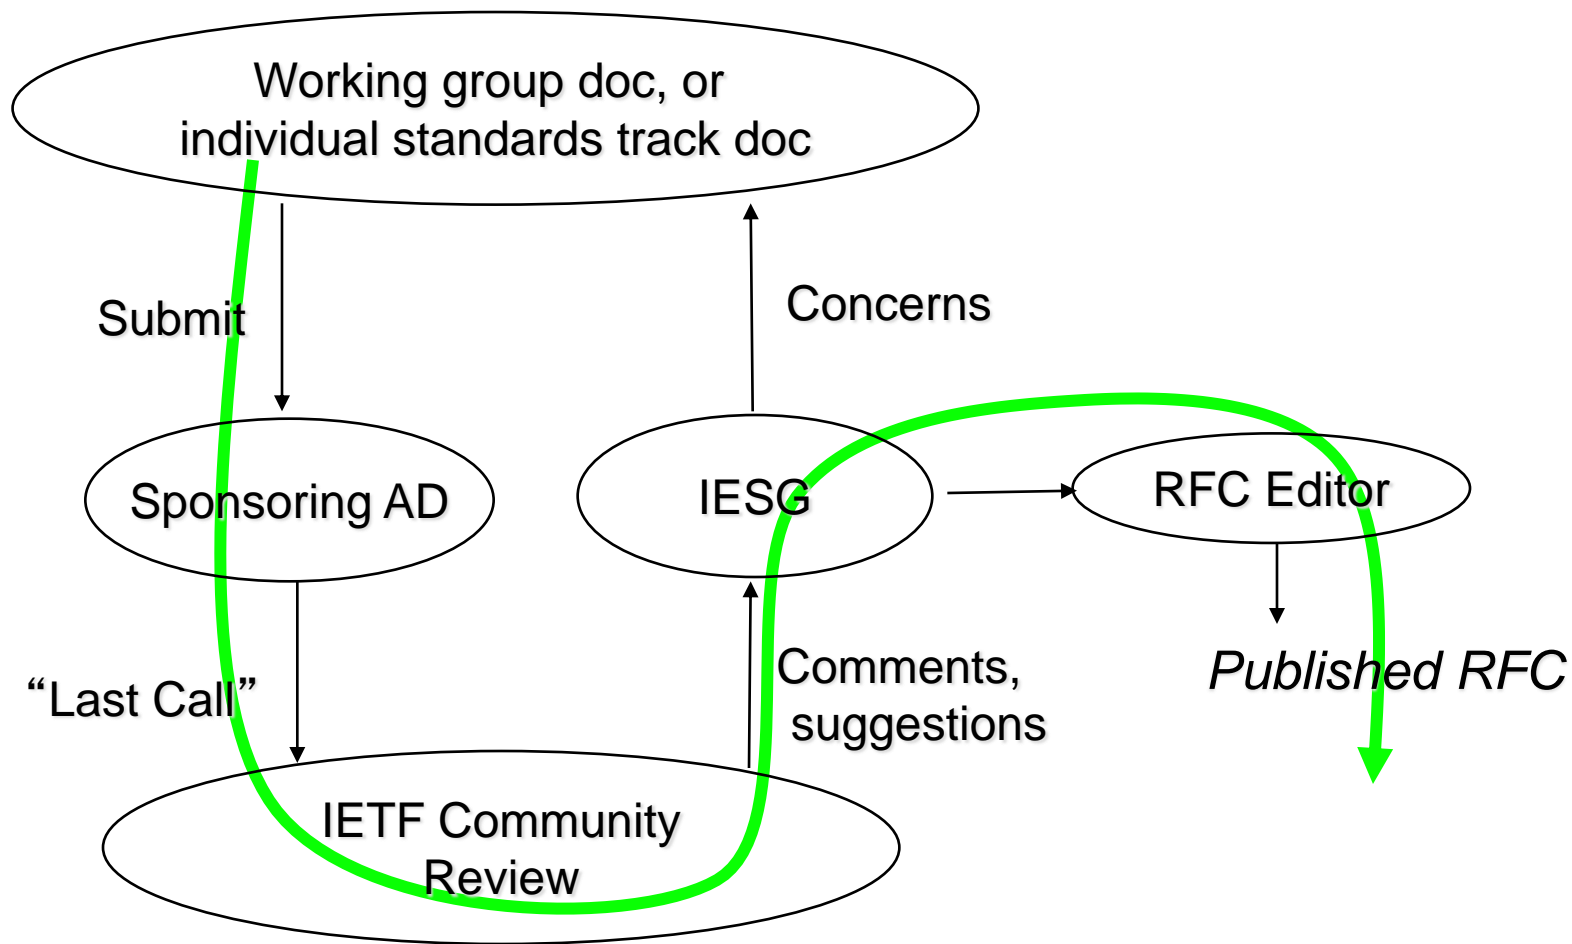 Working group doc, or
individual standards track doc
Submit
Concerns
Sponsoring AD
IESG
RFC Editor
“Last Call”
Comments,
suggestions
Published RFC
IETF Community
Review